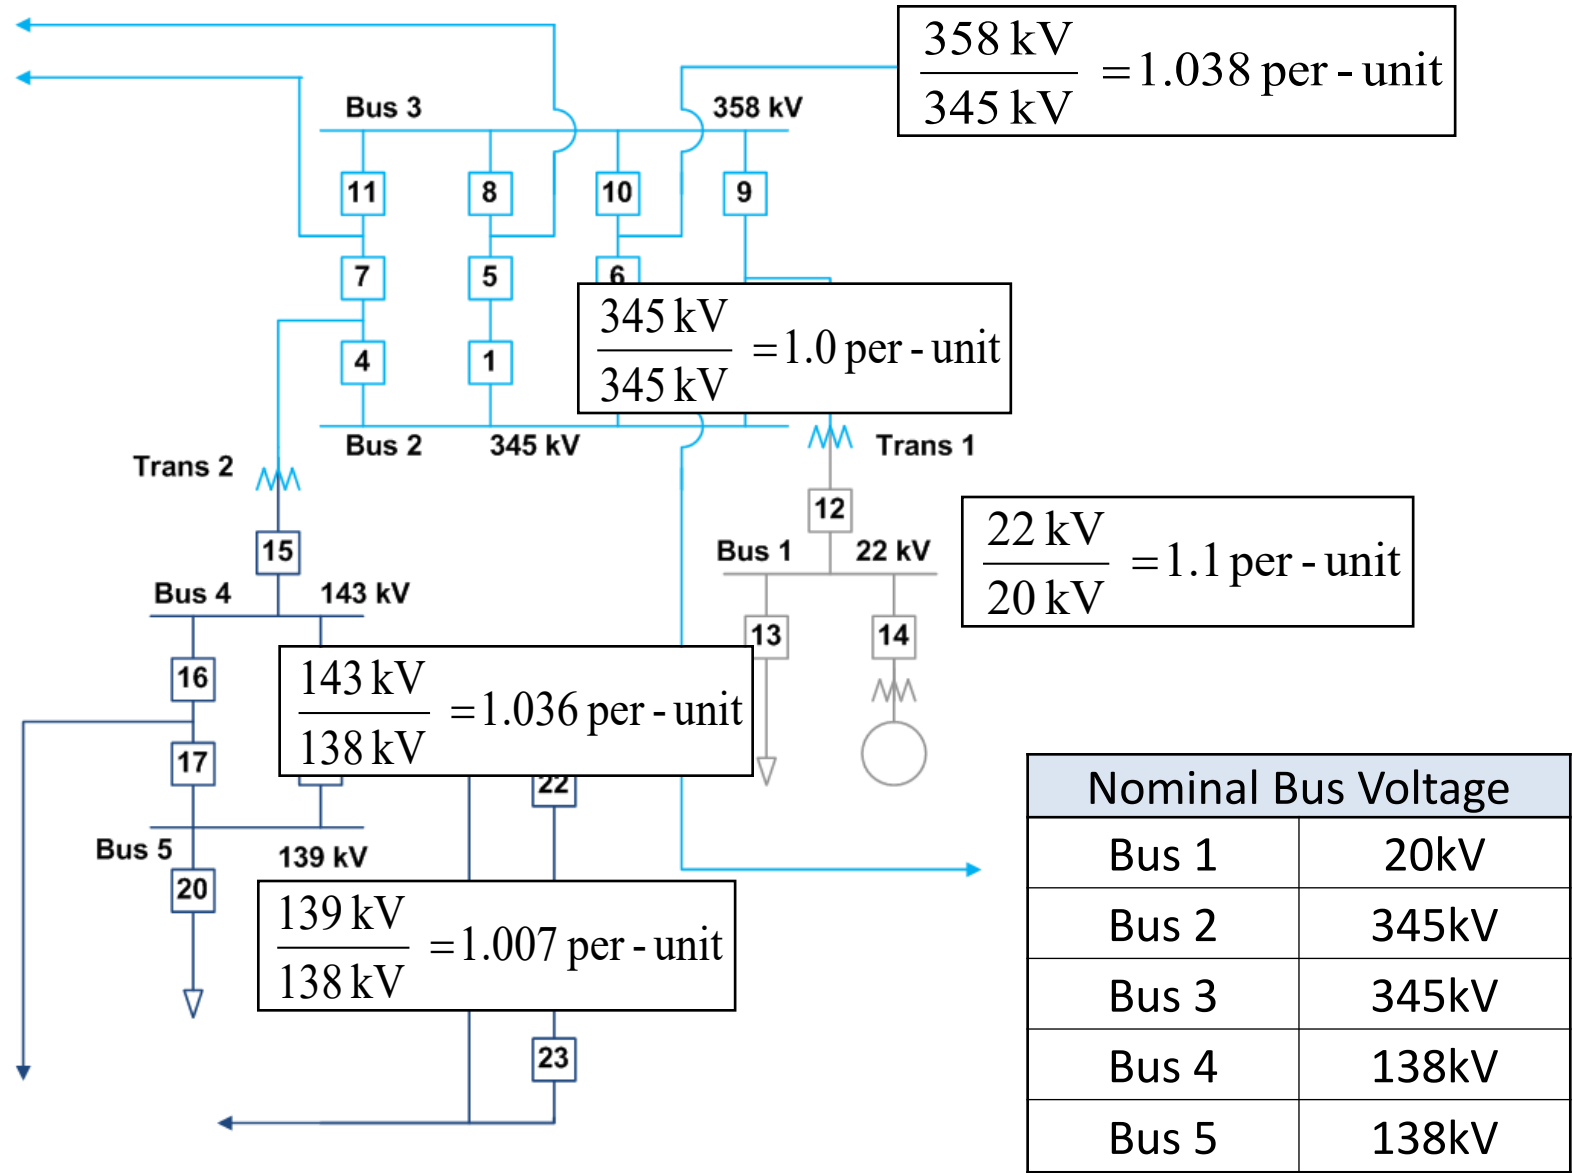 358 kV
345 kV
= 1.038 per - unit
Bus 3
358 kV
11
8
10
9
7
5
6
345 kV
345 kV
= 1.0 per - unit
4
1
Bus 2
345 kV
Trans 1
Trans 2
12
15
Bus 1
22 kV
22 kV
20 kV
= 1.1 per - unit
Bus 4
143 kV
13
14
16
143 kV
138 kV
= 1.036 per - unit
17
22
Bus 5
139 kV
20
139 kV
138 kV
= 1.007 per - unit
23
Nominal Bus Voltage
Bus 1 20kV
Bus 2 345kV
Bus 3 345kV
Bus 4 138kV
Bus 5 138kV